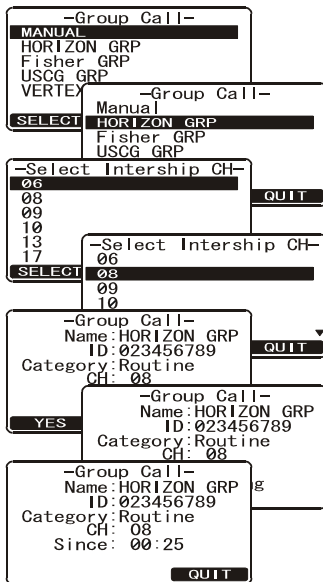 –Group Call–
MANUAL
HORIZON GRP
Fisher GRP
USCG GRP
VERTEX
SELECT
–Group Call–
Manual
HORIZON GRP
Fisher GRP
USCG GRP
QUIT
–Select Intership CH–
06
08
09
10
13
17
SELECT
–Select Intership CH–
06
08
09
10
QUIT
–Group Call–
Name:HORIZON GRP
ID:023456789
Category:Routine
CH: 08
YES
–Group Call–
Name:HORIZON GRP
ID:023456789
Category:Routine
CH: 08
g
–Group Call–
Name:HORIZON GRP
ID:023456789
Category:Routine
CH: 08
Since: 00:25
QUIT